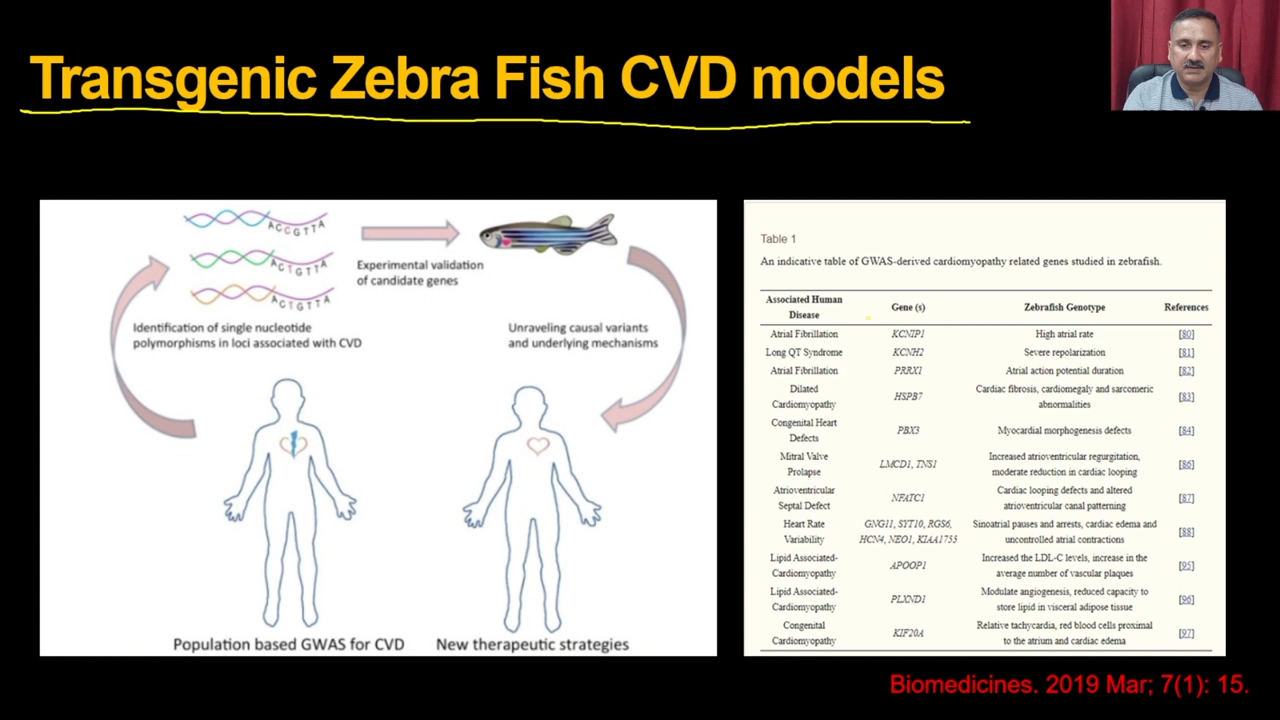 Transgenic Zebra Fish CVD models
ACCGTTA
ACTGTTA
ACTGTTA
Experimental validation
of candidate genes
Identification of single nucleotide
polymorphisms in loci associated with CVD
Unraveling causal variants
and underlying mechanisms
Population based GWAS for CVD
New therapeutic strategies
Table 1
An indicative table of GWAS-derived cardiomyopathy related genes studied in zebrafish.
Associated Human Disease Gene (s) Zebrafish Genotype References
Atrial Fibrillation KCNIP1 High atrial rate [80]
Long QT Syndrome KCNH2 Severe repolarization [81]
Atrial Fibrillation PRRX1 Atrial action potential duration [82]
Dilated Cardiomyopathy HSPB7 Cardiac fibrosis, cardiomegaly and sarcomeric abnormalities [83]
Congenital Heart Defects PBX3 Myocardial morphogenesis defects [84]
Mitral Valve Prolapse LMCD1, TNS1 Increased atrioventricular regurgitation, moderate reduction in cardiac looping [86]
Atrioventricular Septal Defect NFATC1 Cardiac looping defects and altered atrioventricular canal patterning [87]
Heart Rate Variability GNG11, SYT10, RGS6, HCN4, NEO1, KIAA1755 Sinoatrial pauses and arrests, cardiac edema and uncontrolled atrial contractions [88]
Lipid Associated-Cardiomyopathy APOOP1 Increased the LDL-C levels, increase in the average number of vascular plaques [95]
Lipid Associated-Cardiomyopathy PLXND1 Modulate angiogenesis, reduced capacity to store lipid in visceral adipose tissue [96]
Congenital Cardiomyopathy KIF20A Relative tachycardia, red blood cells proximal to the atrium and cardiac edema [97]
Biomedicines. 2019 Mar; 7(1): 15.